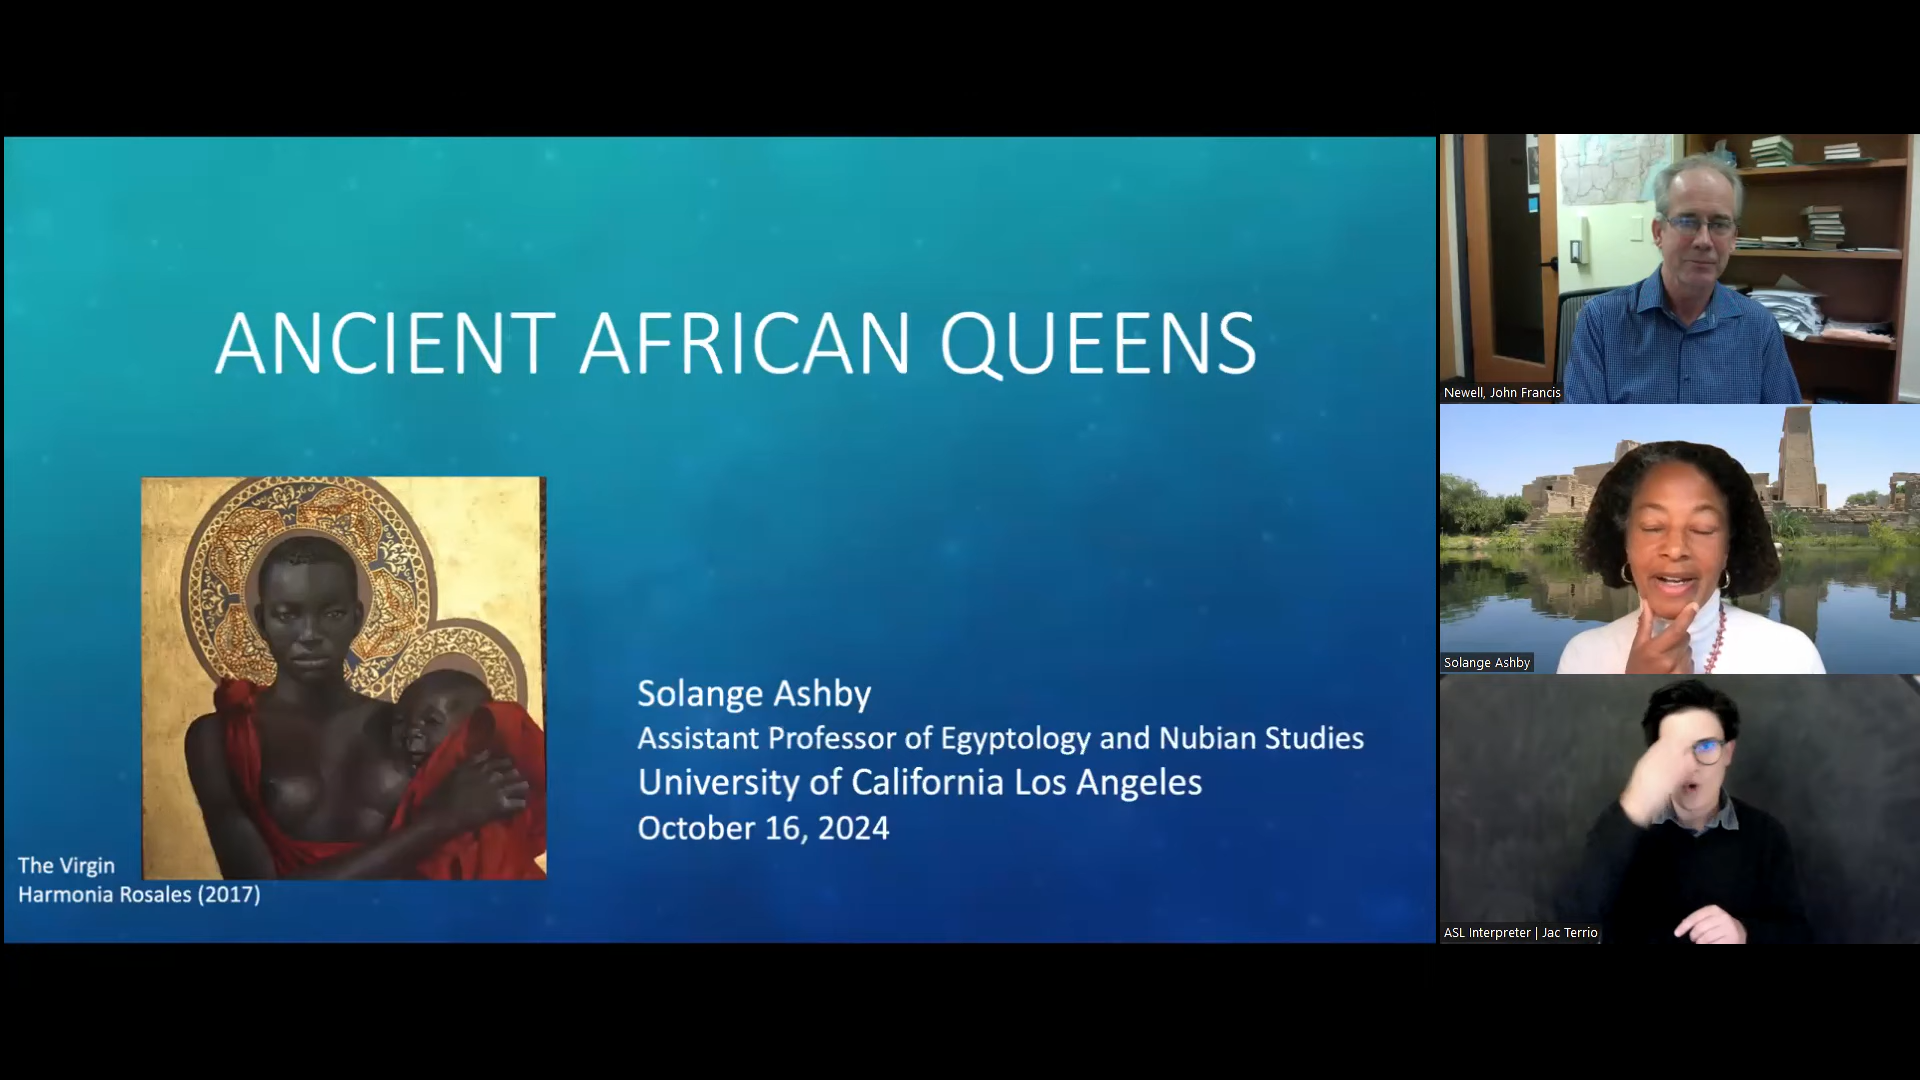 ANCIENT AFRICAN QUEENS
Solange Ashby
Assistant Professor of Egyptology and Nubian Studies
University of California Los Angeles
October 16, 2024
The Virgin
Harmonia Rosales (2017)
Newell, John Francis
Solange Ashby
ASL Interpreter | Jac Terrio